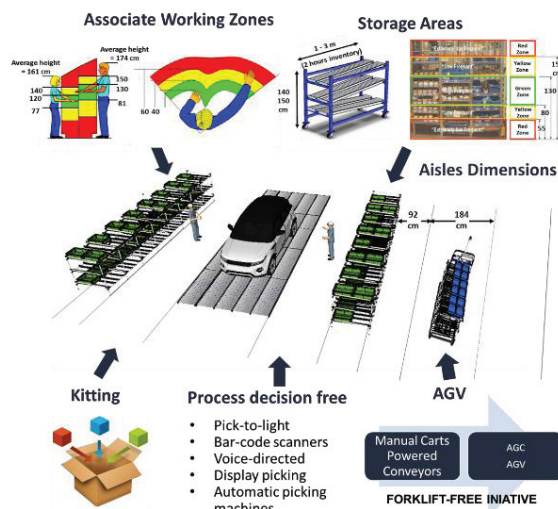 Associate Working Zones
Storage Areas
Average height
≈ 174 cm
Average height
≈ 161 cm
140
120
77
150
130
81
60 40
1 - 3 m
(2 hours inventory)
140
150
cm
Red
Zone
Yellow
Zone
Green
Zone
Yellow
Zone
Red
Zone
130
80
55
Aisles Dimensions
92
cm
184
cm
Kitting
Process decision free
• Pick-to-light
• Bar-code scanners
• Voice-directed
• Display picking
• Automatic picking
machines
AGV
Manual Carts
Powered
Conveyors
AGC
AGV
FORKLIFT-FREE INIATIVE